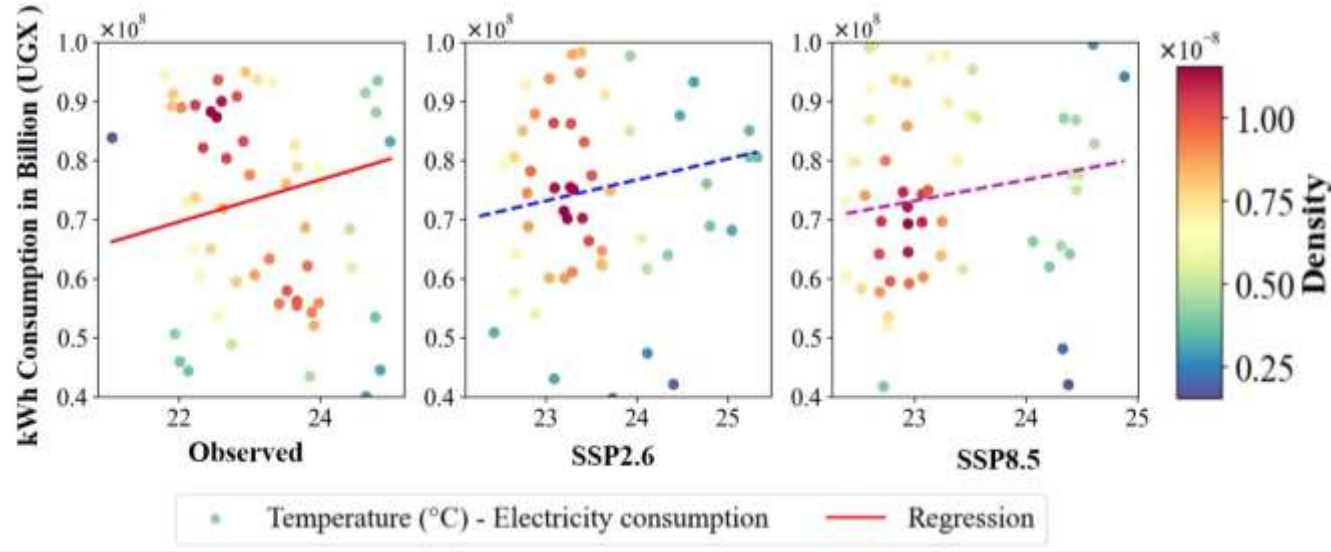 ×10⁸ ×10⁸ ×10⁸ ×10⁻⁸
kWh Consumption in Billion (UGX )
1.0 1.0 1.0
0.9 0.9 0.9
0.8 0.8 0.8
0.7 0.7 0.7
0.6 0.6 0.6
0.5 0.5 0.5
0.4 0.4 0.4
22 24 23 24 25 23 24 25
Observed SSP2.6 SSP8.5
1.00
0.75
0.50
0.25
Density
Temperature (°C) - Electricity consumption Regression